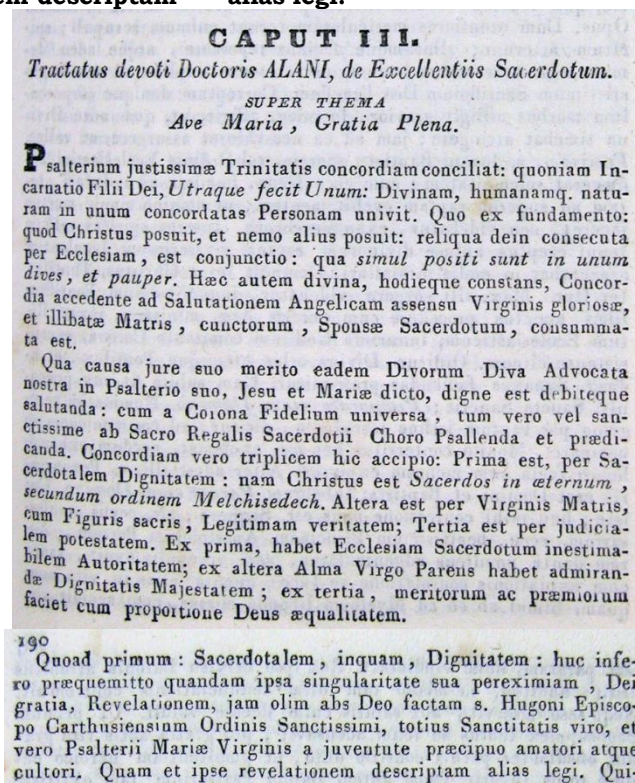 em descriptam alias legi.
CAPUT III.
Tractatus devoti Doctoris ALANI, de Excellentiis Sacerdotum.
SUPER THEMA
Ave Maria, Gratia Plena.
Psalterium justissimæ Trinitatis concordiam conciliat: quoniam In-
carnatio Filii Dei, Utraque fecit Unum: Divinam, humanamq. natu-
ram in unum concordatas Personam univit. Quo ex fundamento:
quod Christus posuit, et nemo alius posuit: reliqua dein consecuta
per Ecclesiam, est conjunctio: qua simul positi sunt in unum
dives, et pauper. Hæc autem divina, hodieque constans, Concor-
dia accedente ad Salutationem Angelicam assensu Virginis gloriosæ,
et illibatæ Matris, cunctorum, Sponsæ Sacerdotum, consumma-
ta est.
Qua causa jure suo merito eadem Divorum Diva Advocata
nostra in Psalterio suo, Jesu et Mariæ dicto, digne est debiteque
salutanda: cum a Corona Fidelium universa, tum vero vel san-
ctissime ab Sacro Regalis Sacerdotii Choro Psallenda et prædi-
canda. Concordiam vero triplicem hic accipio: Prima est, per Sa-
cerdotalem Dignitatem: nam Christus est Sacerdos in æternum,
secundum ordinem Melchisedech. Altera est per Virginis Matris,
cum Figuris sacris, Legitimam veritatem; Tertia est per judicia-
lem potestatem. Ex prima, habet Ecclesiam Sacerdotum inestima-
bilem Autoritatem; ex altera Alma Virgo Parens habet admiran-
dæ Dignitatis Majestatem; ex tertia, meritorum ac præmiorum
faciet cum proportione Deus æqualitatem.
190
Quoad primum: Sacerdotalem, inquam, Dignitatem: huc infe-
ro præquemitto quandam ipsa singularitate sua pereximiam, Dei
gratia, Revelationem, jam olim abs Deo factam s. Hugoni Episco-
po Carthusiensium Ordinis Sanctissimi, totius Sanctitatis viro, et
vero Psalterii Mariæ Virginis a juventute præcipuo amatori atque
cultori. Quam et ipse revelationem descriptam alias legi. Qui-